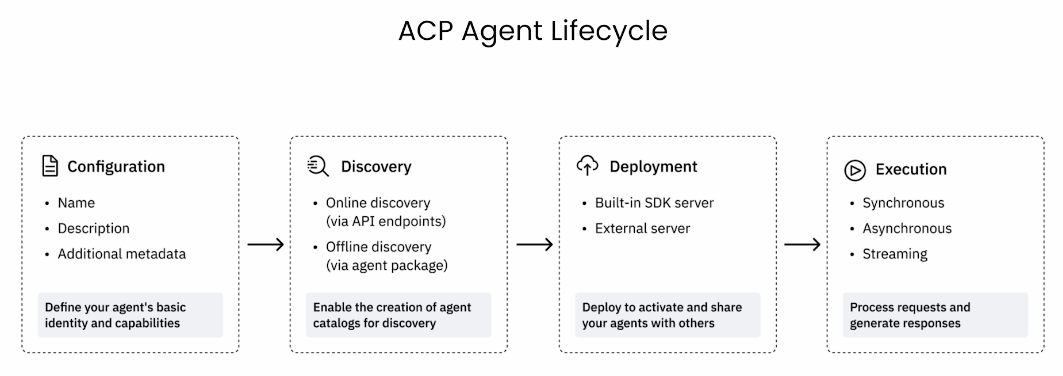 ACP Agent Lifecycle
Configuration
• Name
• Description
• Additional metadata
Define your agent's basic
identity and capabilities
Discovery
• Online discovery
(via API endpoints)
• Offline discovery
(via agent package)
Enable the creation of agent
catalogs for discovery
Deployment
• Built-in SDK server
• External server
Deploy to activate and share
your agents with others
Execution
• Synchronous
• Asynchronous
• Streaming
Process requests and
generate responses